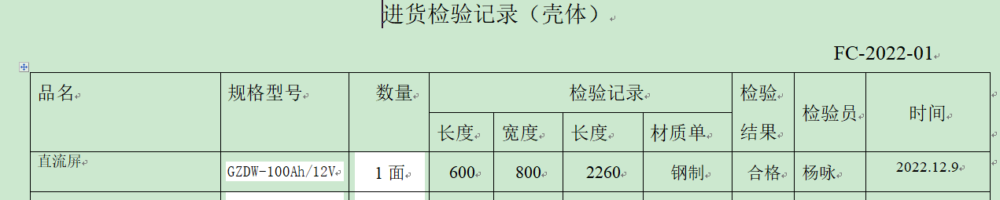 进货检验记录（壳体）
FC-2022-01
品名 规格型号 数量 检验记录 检验结果 检验员 时间
长度 宽度 长度 材质单
直流屏 GZDW-100Ah/12V 1面 600 800 2260 钢制 合格 杨咏 2022.12.9